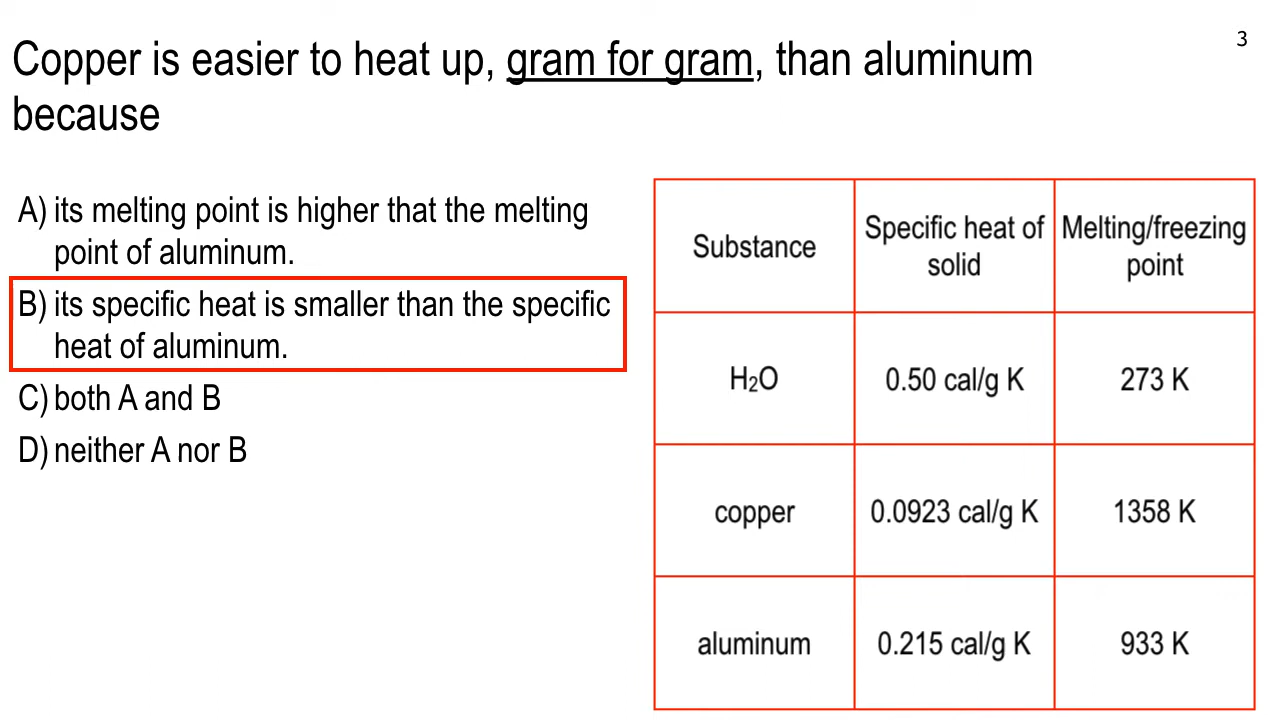 3
Copper is easier to heat up, gram for gram, than aluminum
because
A) its melting point is higher that the melting
point of aluminum.
B) its specific heat is smaller than the specific
heat of aluminum.
C) both A and B
D) neither A nor B
Substance
Specific heat of
solid
Melting/freezing
point
H₂O
0.50 cal/g K
273 K
copper
0.0923 cal/g K
1358 K
aluminum
0.215 cal/g K
933 K